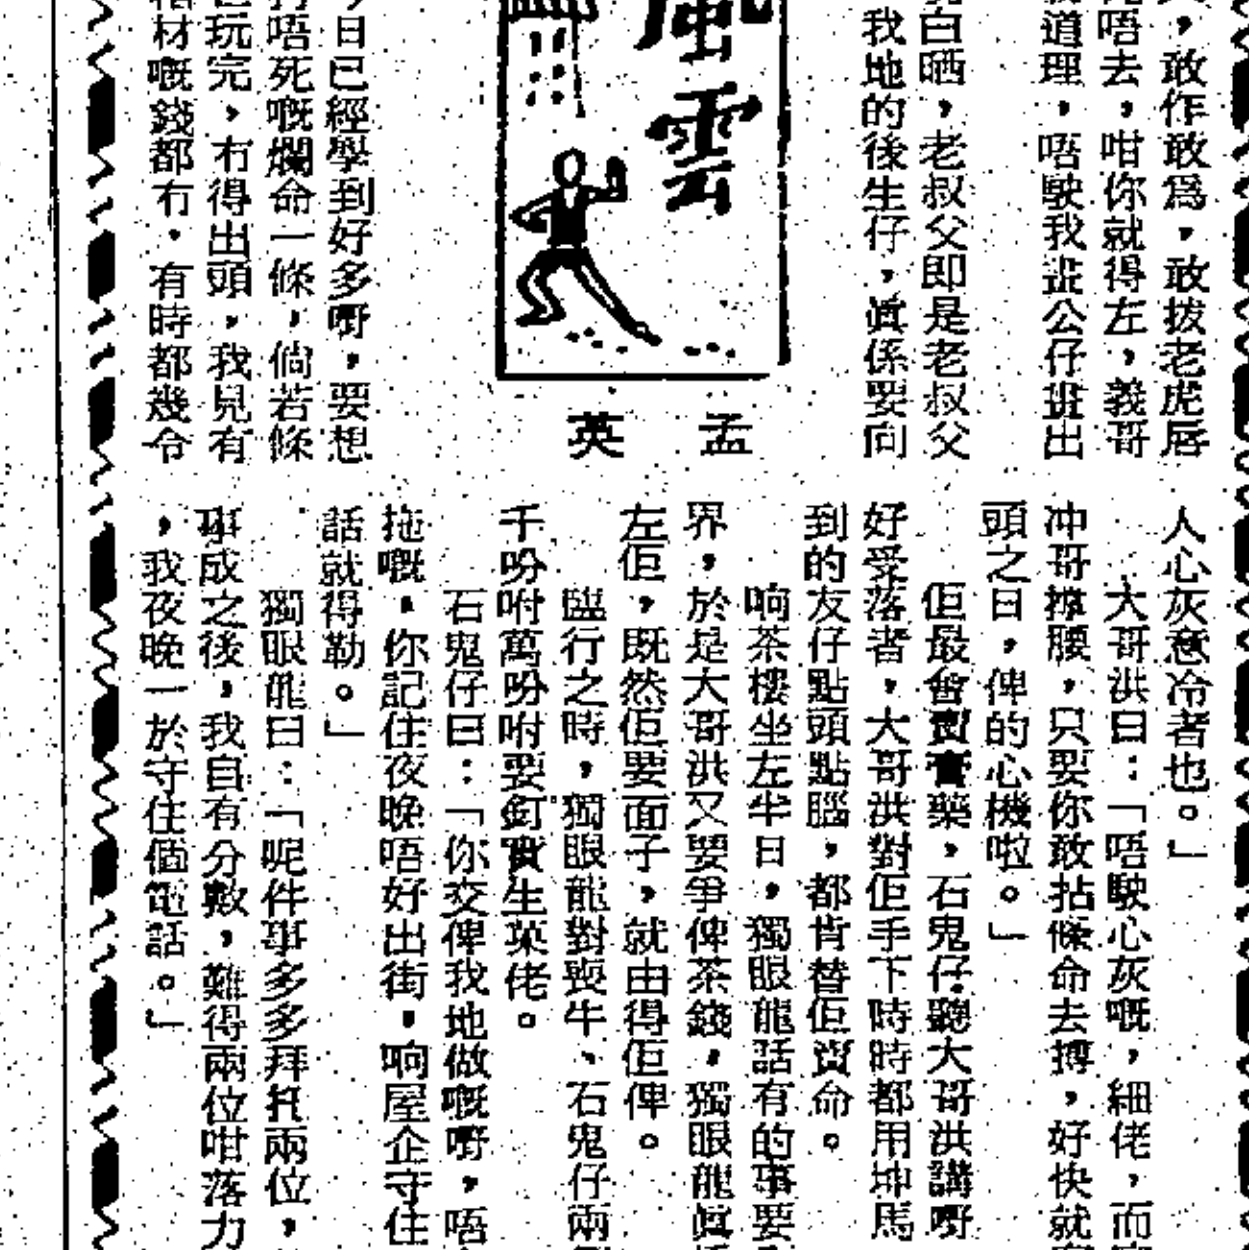 ，敢作敢爲，敢拔老虎唇
唔去，咁你就得左，義哥
道理，唔駛我畫公仔畫出
白晒，老叔父即是老叔父
我地的後生仔，眞係要向
風雲
孟英
今日已經學到好多嘢，要想
唔死嘅爛命一條，倘若條
玩完，冇得出頭，我見有
材嘅錢都冇．有時都幾令
人心灰意冷者也。」
大哥洪曰：「唔駛心灰嘅，細佬，而
冲哥撑腰，只要你敢拈條命去搏，好快就
頭之日，俾的心機啦。」
佢最會賣膏藥，石鬼仔聽大哥洪講嘢
好受落者，大哥洪對佢手下時時都用坤馬
到的友仔點頭點腦，都肯替佢賣命。
响茶樓坐左半日，獨眼龍話有的事要
界，於是大哥洪又要爭俾茶錢，獨眼龍眞
左佢，既然佢要面子，就由得佢俾。
臨行之時，獨眼龍對喪牛、石鬼仔兩
千吩咐萬吩咐要釘實生菓佬。
石鬼仔曰：「你交俾我地做嘅嘢，唔
拖嘅，你記住夜晚唔好出街，响屋企守住
話就得勒。」
獨眼龍曰：「呢件事多多拜托兩位，
事成之後，我自有分數，難得兩位咁落力
，我夜晚一於守住個電話。」